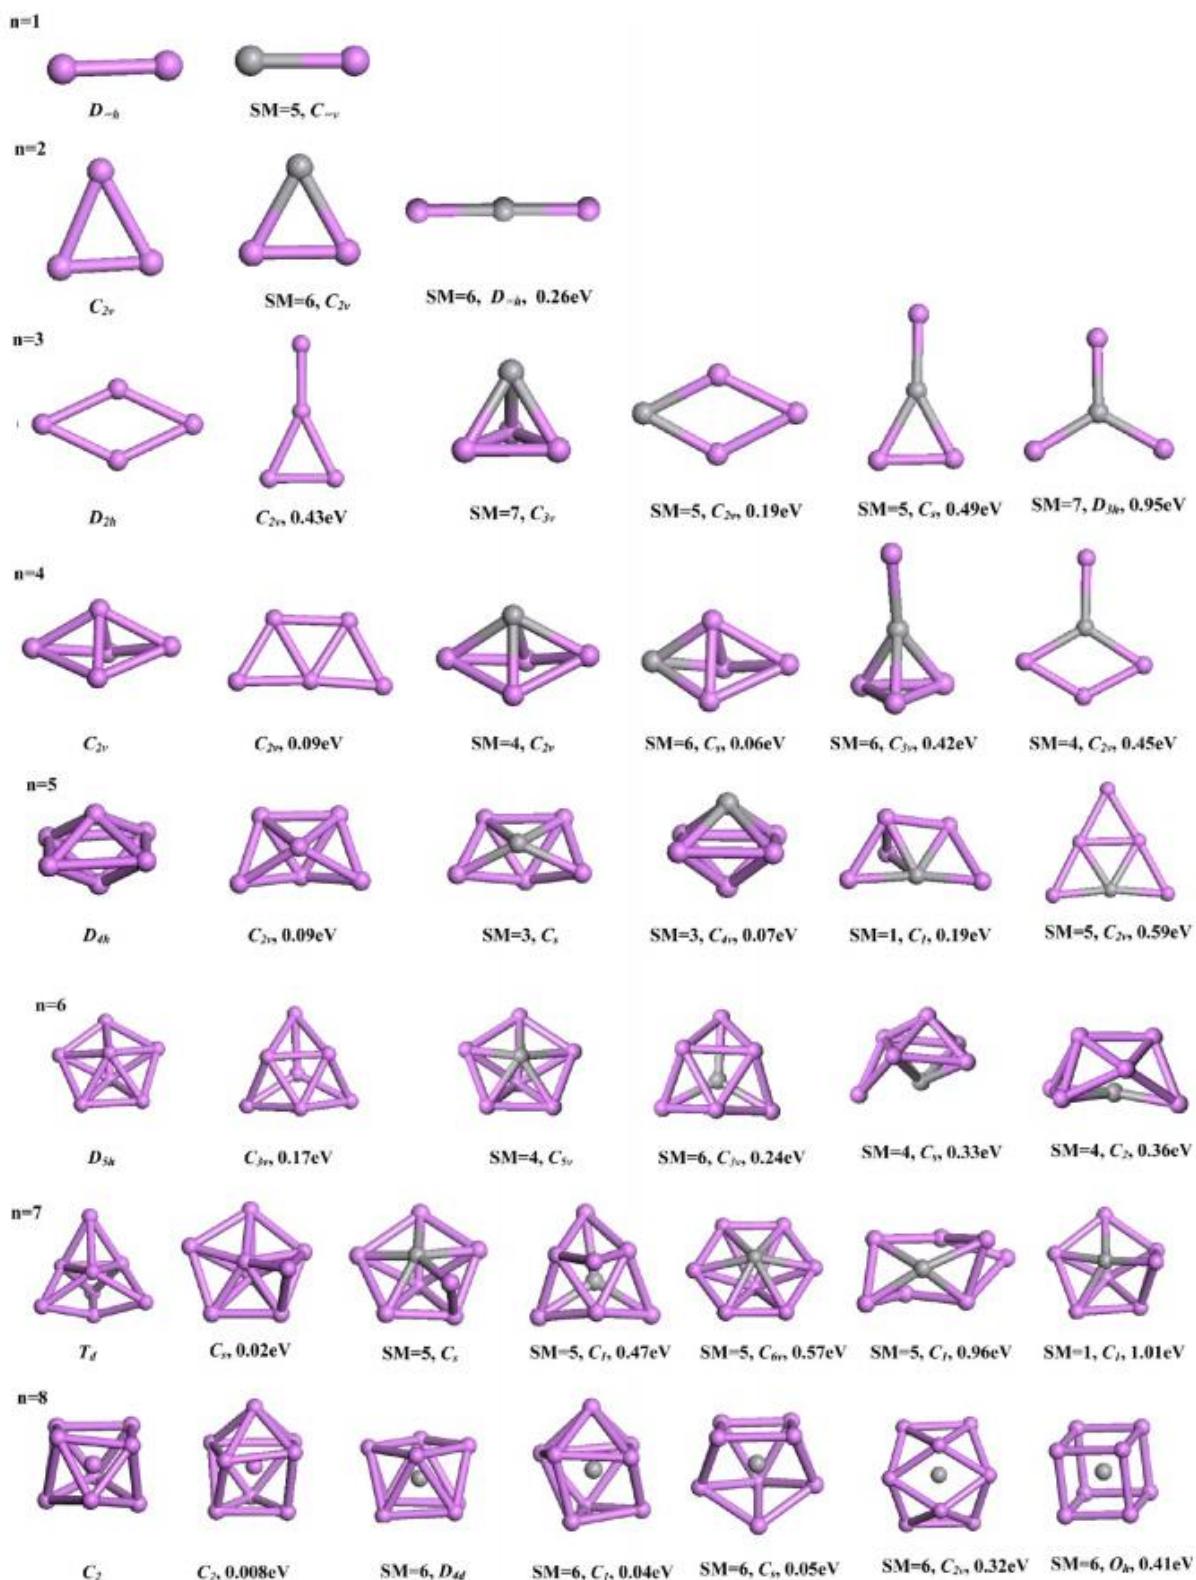 n=1
D∞h
SM=5, C∞v
n=2
C2v
SM=6, C2v
SM=6, D∞h, 0.26eV
n=3
D2h
C2v, 0.43eV
SM=7, C3v
SM=5, C2v, 0.19eV
SM=5, Cs, 0.49eV
SM=7, D3h, 0.95eV
n=4
C2v
C2v, 0.09eV
SM=4, C2v
SM=6, Cs, 0.06eV
SM=6, C3v, 0.42eV
SM=4, C2v, 0.45eV
n=5
D4h
C2v, 0.09eV
SM=3, Cs
SM=3, C4v, 0.07eV
SM=1, C1, 0.19eV
SM=5, C2v, 0.59eV
n=6
D5h
C3v, 0.17eV
SM=4, C5v
SM=6, C3v, 0.24eV
SM=4, Cs, 0.33eV
SM=4, C2, 0.36eV
n=7
Td
Cs, 0.02eV
SM=5, Cs
SM=5, C1, 0.47eV
SM=5, C6v, 0.57eV
SM=5, C1, 0.96eV
SM=1, C1, 1.01eV
n=8
C2
C2, 0.008eV
SM=6, D4d
SM=6, C1, 0.04eV
SM=6, Cs, 0.05eV
SM=6, C2v, 0.32eV
SM=6, Oh, 0.41eV